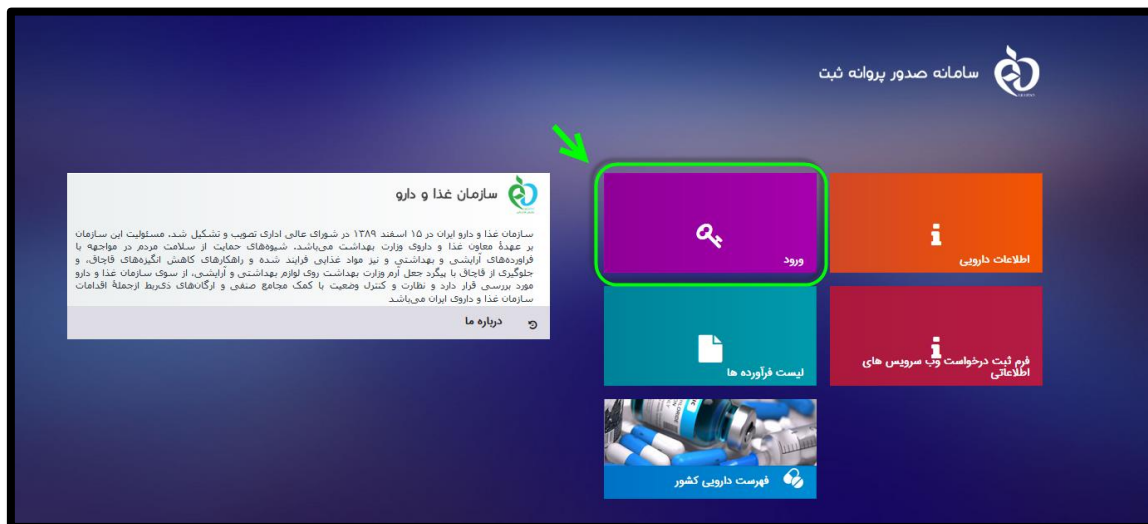 سامانه صدور پروانه ثبت
اطلاعات دارویی
ورود
فرم ثبت درخواست وب سرویس های
اطلاعاتی
لیست فرآورده ها
فهرست دارویی کشور
سازمان غذا و دارو
سازمان غذا و دارو ایران در ۱۵ اسفند ۱۳۸۹ در شورای عالی اداری تصویب و تشکیل شد. مسئولیت این سازمان
بر عهدهٔ معاون غذا و داروی وزارت بهداشت می‌باشد. شیوه‌های حمایت از سلامت مردم در مواجهه با
فراورده‌های آرایشی و بهداشتی و نیز مواد غذایی فرایند شده و راهکارهای کاهش انگیزه‌های قاچاق، و
جلوگیری از قاچاق با پیگرد جعل آرم وزارت بهداشت روی لوازم بهداشتی و آرایشی، از سوی سازمان غذا و دارو
مورد بررسی قرار دارد و نظارت و کنترل وضعیت با کمک مجامع صنفی و ارگان‌های ذی‌ربط ازجملهٔ اقدامات
سازمان غذا و داروی ایران می‌باشد
درباره ما